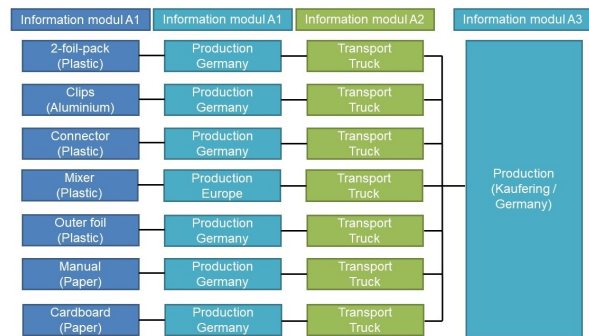 Information modul A1
Information modul A1
Information modul A2
Information modul A3
2-foil-pack
(Plastic)
Production
Germany
Transport
Truck
Clips
(Aluminium)
Production
Germany
Transport
Truck
Connector
(Plastic)
Production
Germany
Transport
Truck
Mixer
(Plastic)
Production
Europe
Transport
Truck
Outer foil
(Plastic)
Production
Germany
Transport
Truck
Manual
(Paper)
Production
Germany
Transport
Truck
Cardboard
(Paper)
Production
Germany
Transport
Truck
Production
(Kaufering /
Germany)